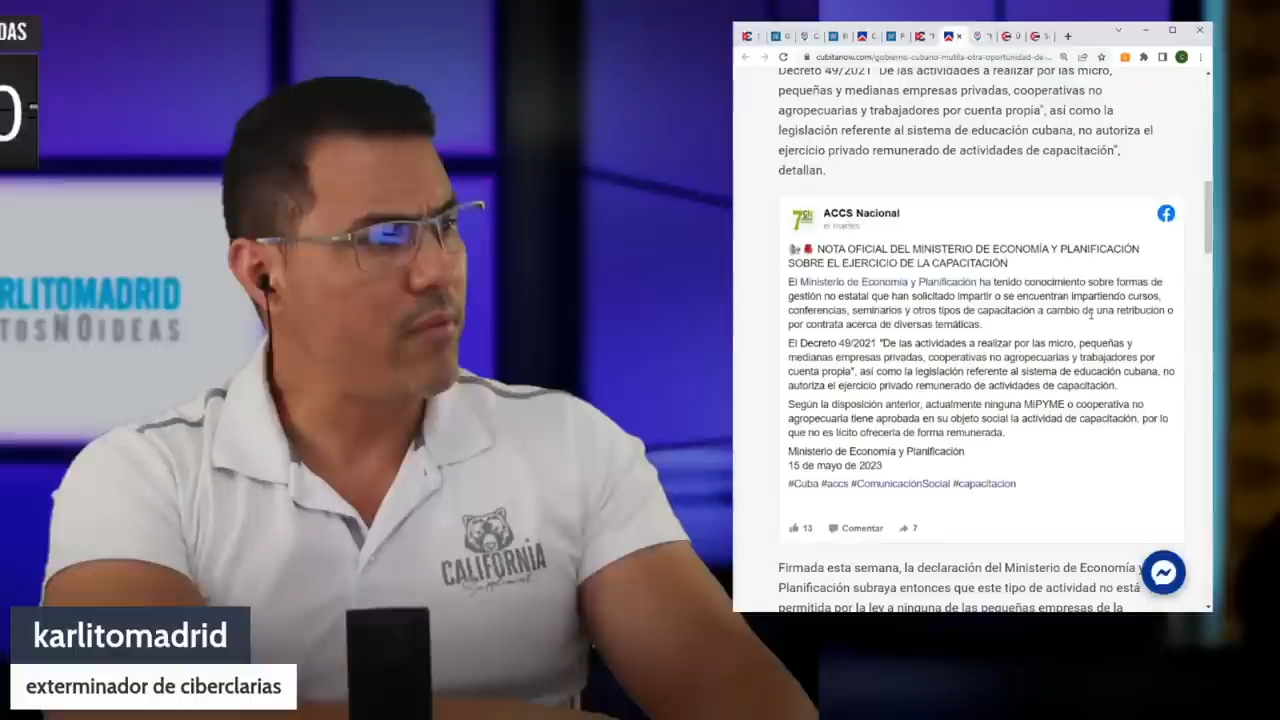 DAS
0
RLITOMADRID
TOSNOIDEAS
CALIFORNIA
Supplement
karlitomadrid
exterminador de ciberclarias
cubitanow.com/gobierno-cubano-mutila-otra-oportunidad-de-...
Decreto 49/2021 "De las actividades a realizar por las micro,
pequeñas y medianas empresas privadas, cooperativas no
agropecuarias y trabajadores por cuenta propia", así como la
legislación referente al sistema de educación cubana, no autoriza el
ejercicio privado remunerado de actividades de capacitación",
detallan.
ACCS Nacional
el martes
NOTA OFICIAL DEL MINISTERIO DE ECONOMÍA Y PLANIFICACIÓN
SOBRE EL EJERCICIO DE LA CAPACITACIÓN
El Ministerio de Economía y Planificación ha tenido conocimiento sobre formas de
gestión no estatal que han solicitado impartir o se encuentran impartiendo cursos,
conferencias, seminarios y otros tipos de capacitación a cambio de una retribución o
por contrata acerca de diversas temáticas.
El Decreto 49/2021 "De las actividades a realizar por las micro, pequeñas y
medianas empresas privadas, cooperativas no agropecuarias y trabajadores por
cuenta propia", así como la legislación referente al sistema de educación cubana, no
autoriza el ejercicio privado remunerado de actividades de capacitación.
Según la disposición anterior, actualmente ninguna MIPYME o cooperativa no
agropecuaria tiene aprobada en su objeto social la actividad de capacitación, por lo
que no es lícito ofrecerla de forma remunerada.
Ministerio de Economía y Planificación
15 de mayo de 2023
#Cuba #accs #ComunicaciónSocial #capacitacion
13 Comentar 7
Firmada esta semana, la declaración del Ministerio de Economía y
Planificación subraya entonces que este tipo de actividad no está
permitida por la ley a ninguna de las pequeñas empresas de la